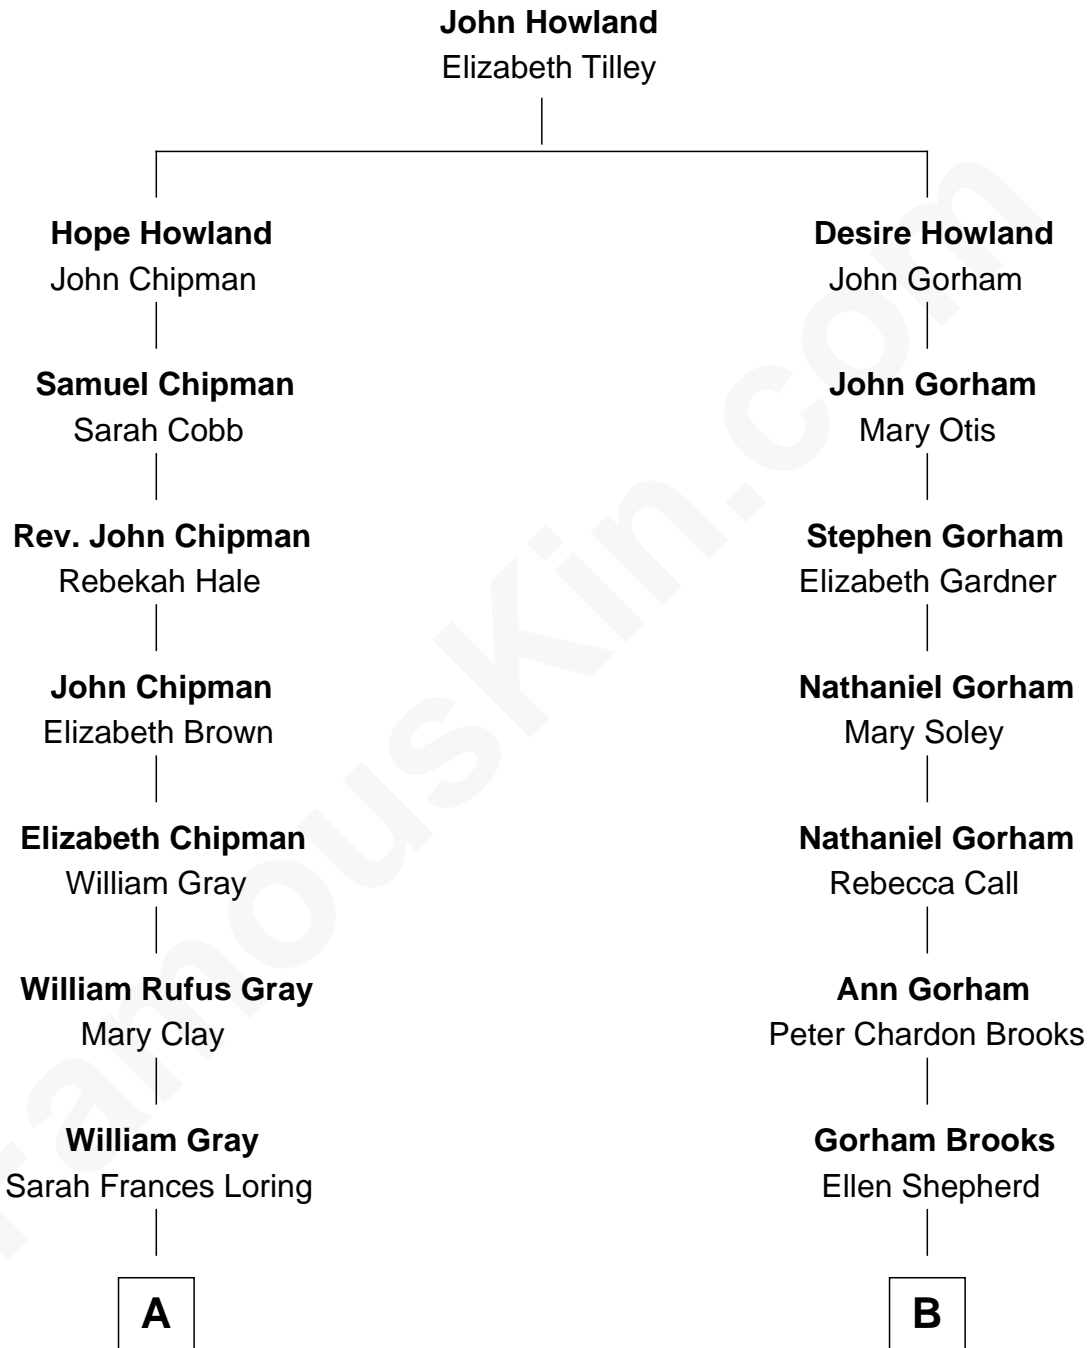 John Howland
Elizabeth Tilley
Hope Howland
John Chipman
Desire Howland
John Gorham
Samuel Chipman
Sarah Cobb
John Gorham
Mary Otis
Rev. John Chipman
Rebekah Hale
Stephen Gorham
Elizabeth Gardner
John Chipman
Elizabeth Brown
Nathaniel Gorham
Mary Soley
Elizabeth Chipman
William Gray
Nathaniel Gorham
Rebecca Call
William Rufus Gray
Mary Clay
Ann Gorham
Peter Chardon Brooks
William Gray
Sarah Frances Loring
Gorham Brooks
Ellen Shepherd
A
B
FamousKin.com